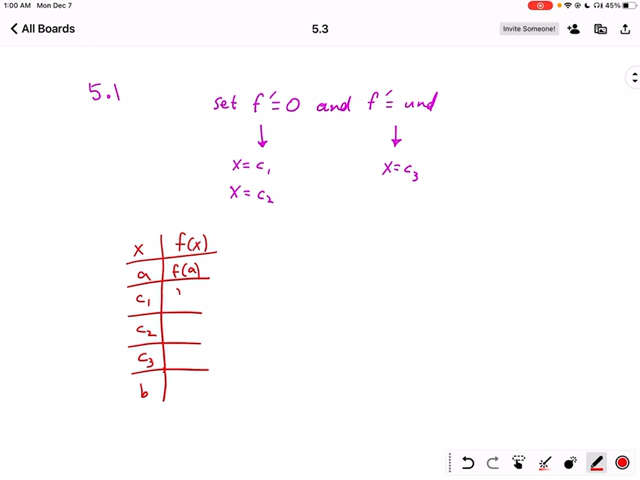 1:00 AM Mon Dec 7
45%
All Boards
5.3
Invite Someone!
5.1
set f′=0 and f′= und
x=c₁
x=c₃
x=c₂
x f(x)
a f(a)
c₁
c₂
c₃
b